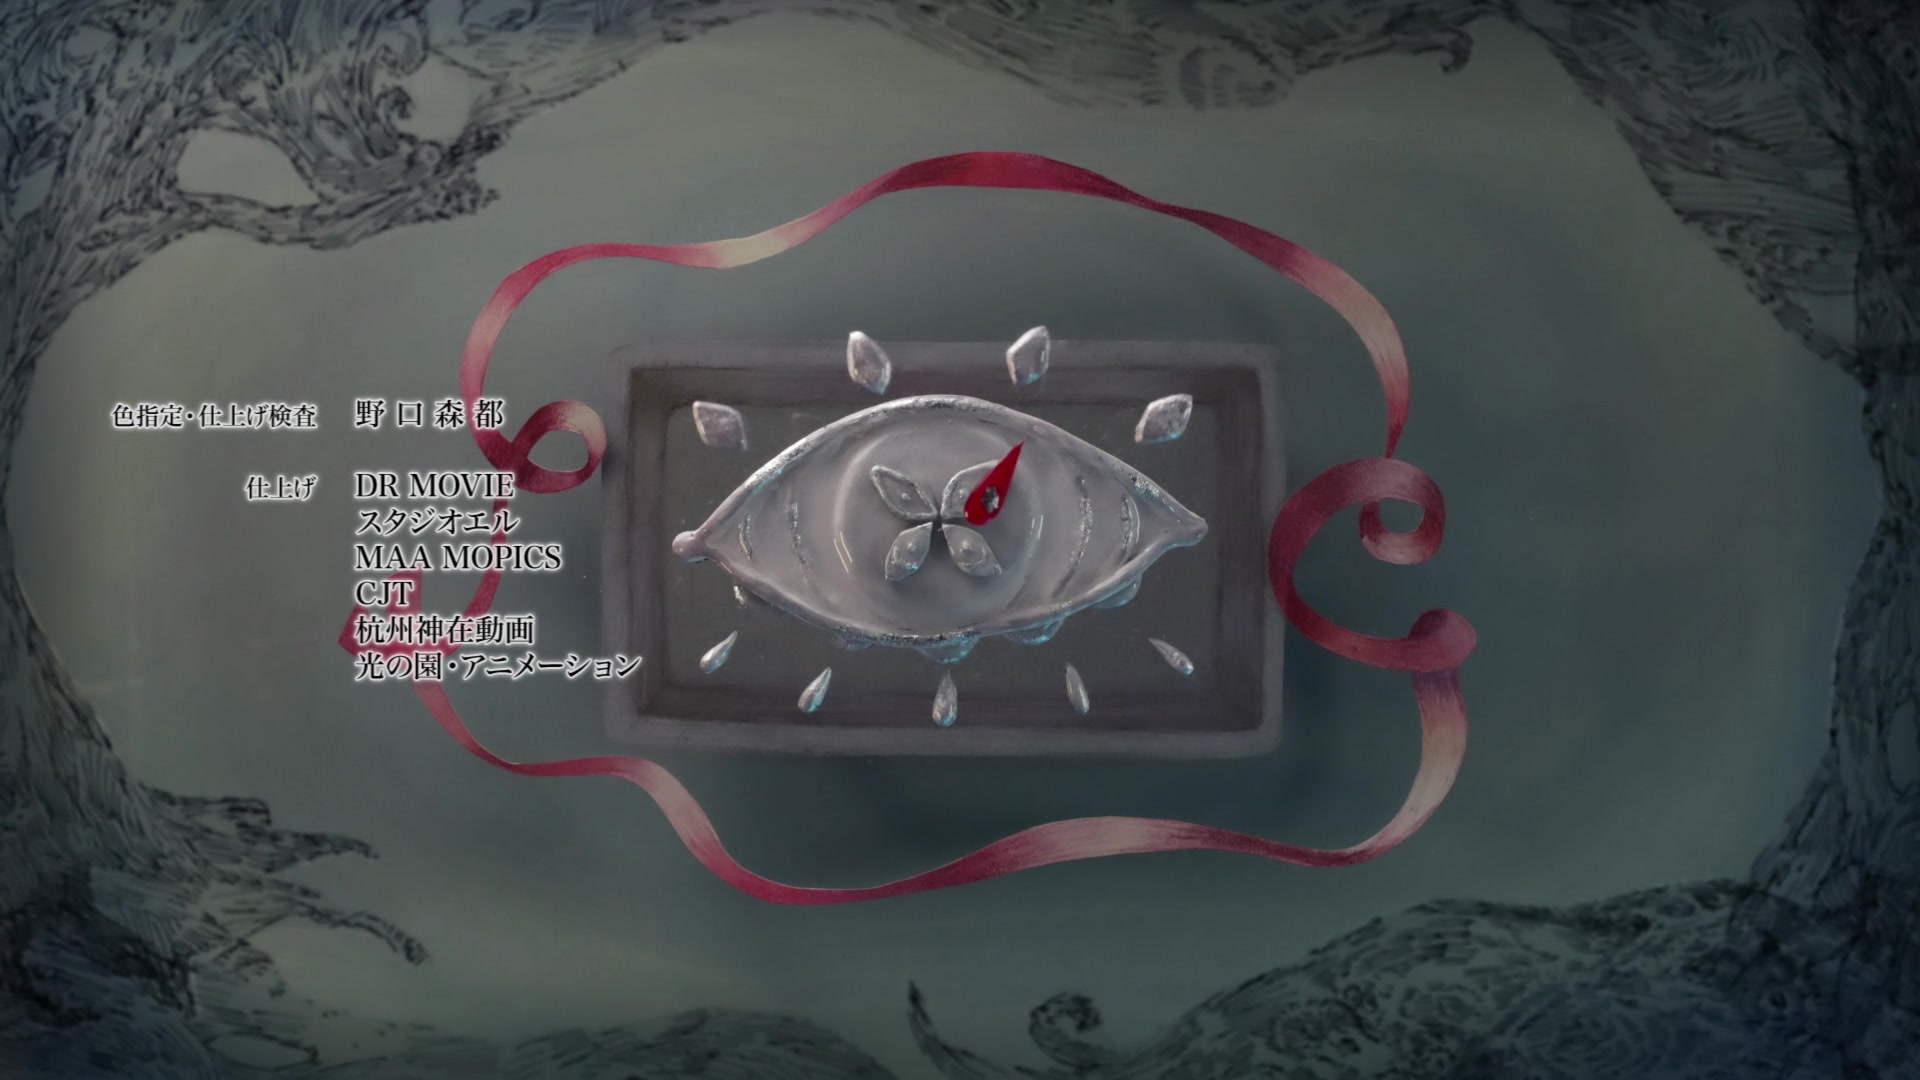 色指定・仕上げ検査 野口森都
仕上げ DR MOVIE
スタジオエル
MAA MOPICS
CJT
杭州神在動画
光の園・アニメーション